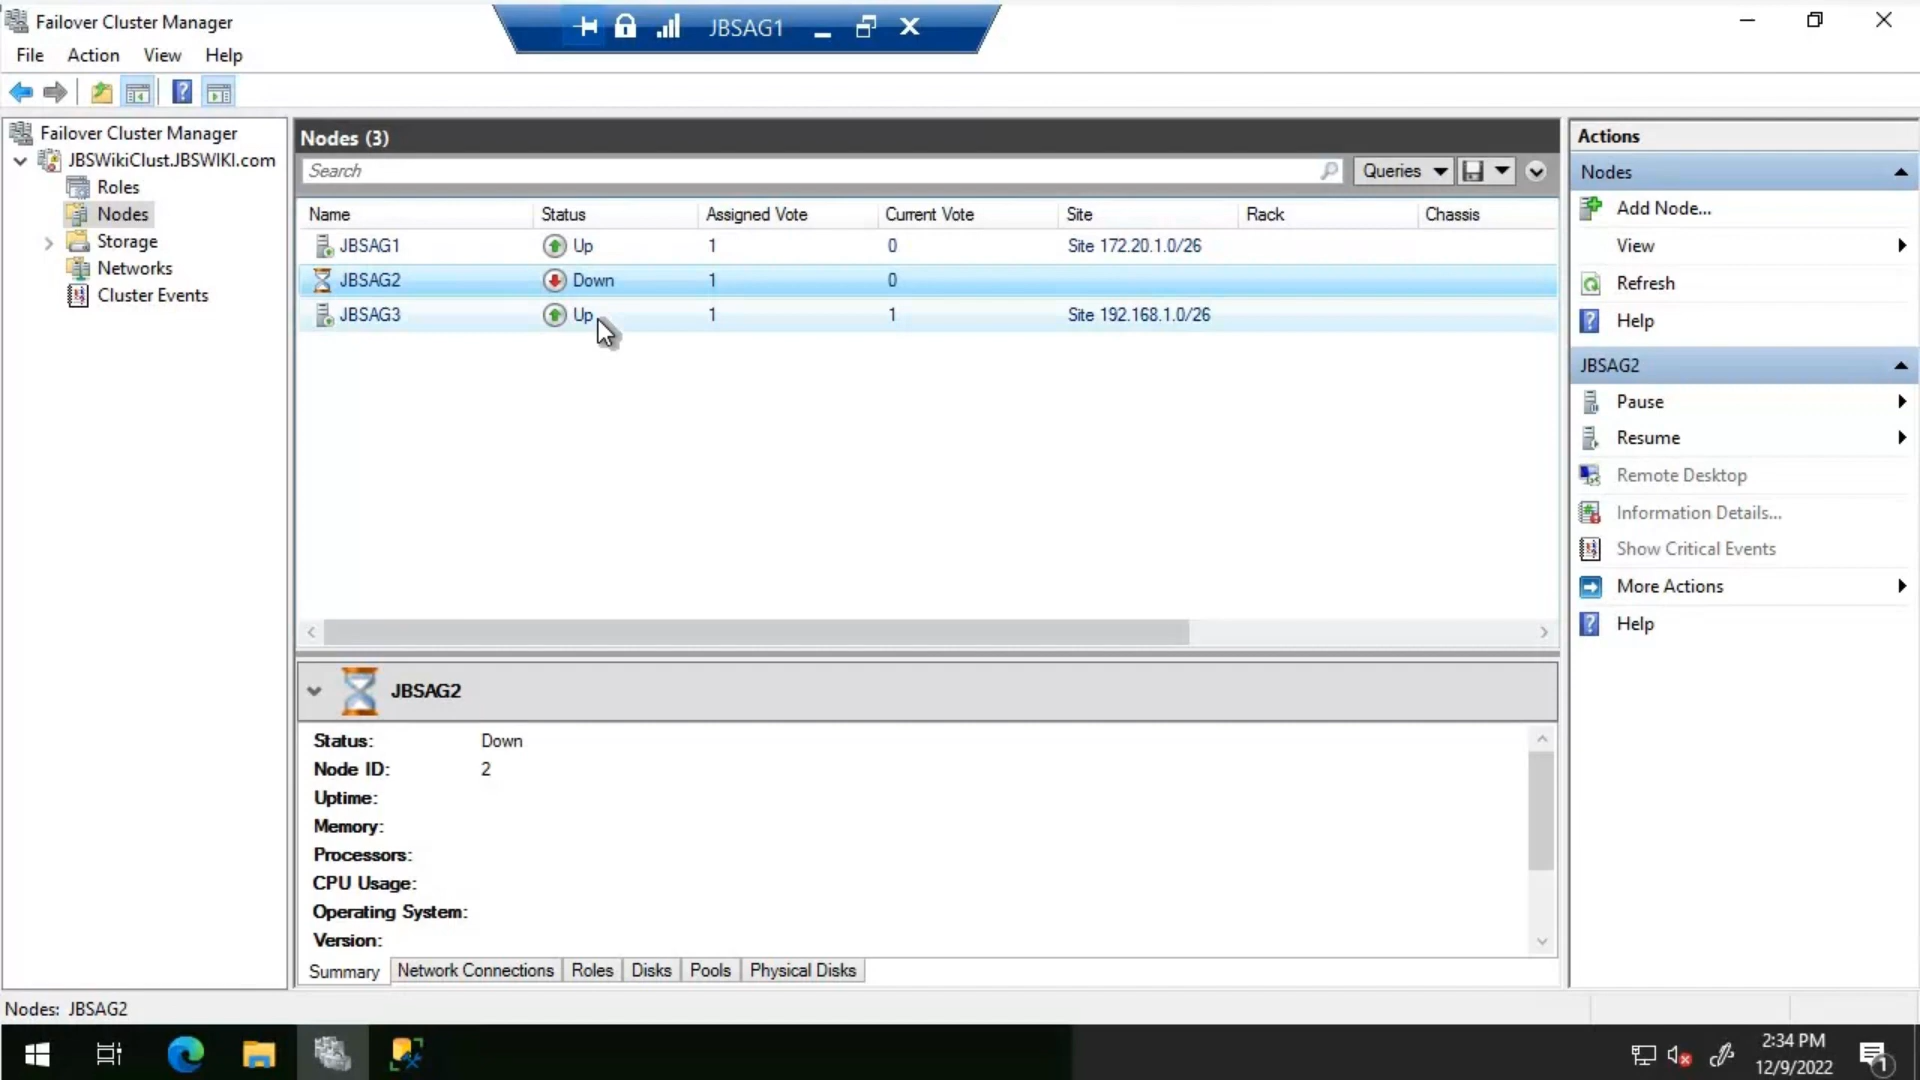 Failover Cluster Manager
JBSAG1
File Action View Help
Failover Cluster Manager
JBSWikiClust.JBSWIKI.com
Roles
Nodes
Storage
Networks
Cluster Events
Nodes (3)
Search
Queries
Name Status Assigned Vote Current Vote Site Rack Chassis
JBSAG1 Up 1 0 Site 172.20.1.0/26
JBSAG2 Down 1 0
JBSAG3 Up 1 1 Site 192.168.1.0/26
JBSAG2
Status: Down
Node ID: 2
Uptime:
Memory:
Processors:
CPU Usage:
Operating System:
Version:
Summary Network Connections Roles Disks Pools Physical Disks
Actions
Nodes
Add Node...
View
Refresh
Help
JBSAG2
Pause
Resume
Remote Desktop
Information Details...
Show Critical Events
More Actions
Help
Nodes: JBSAG2
2:34 PM
12/9/2022
1